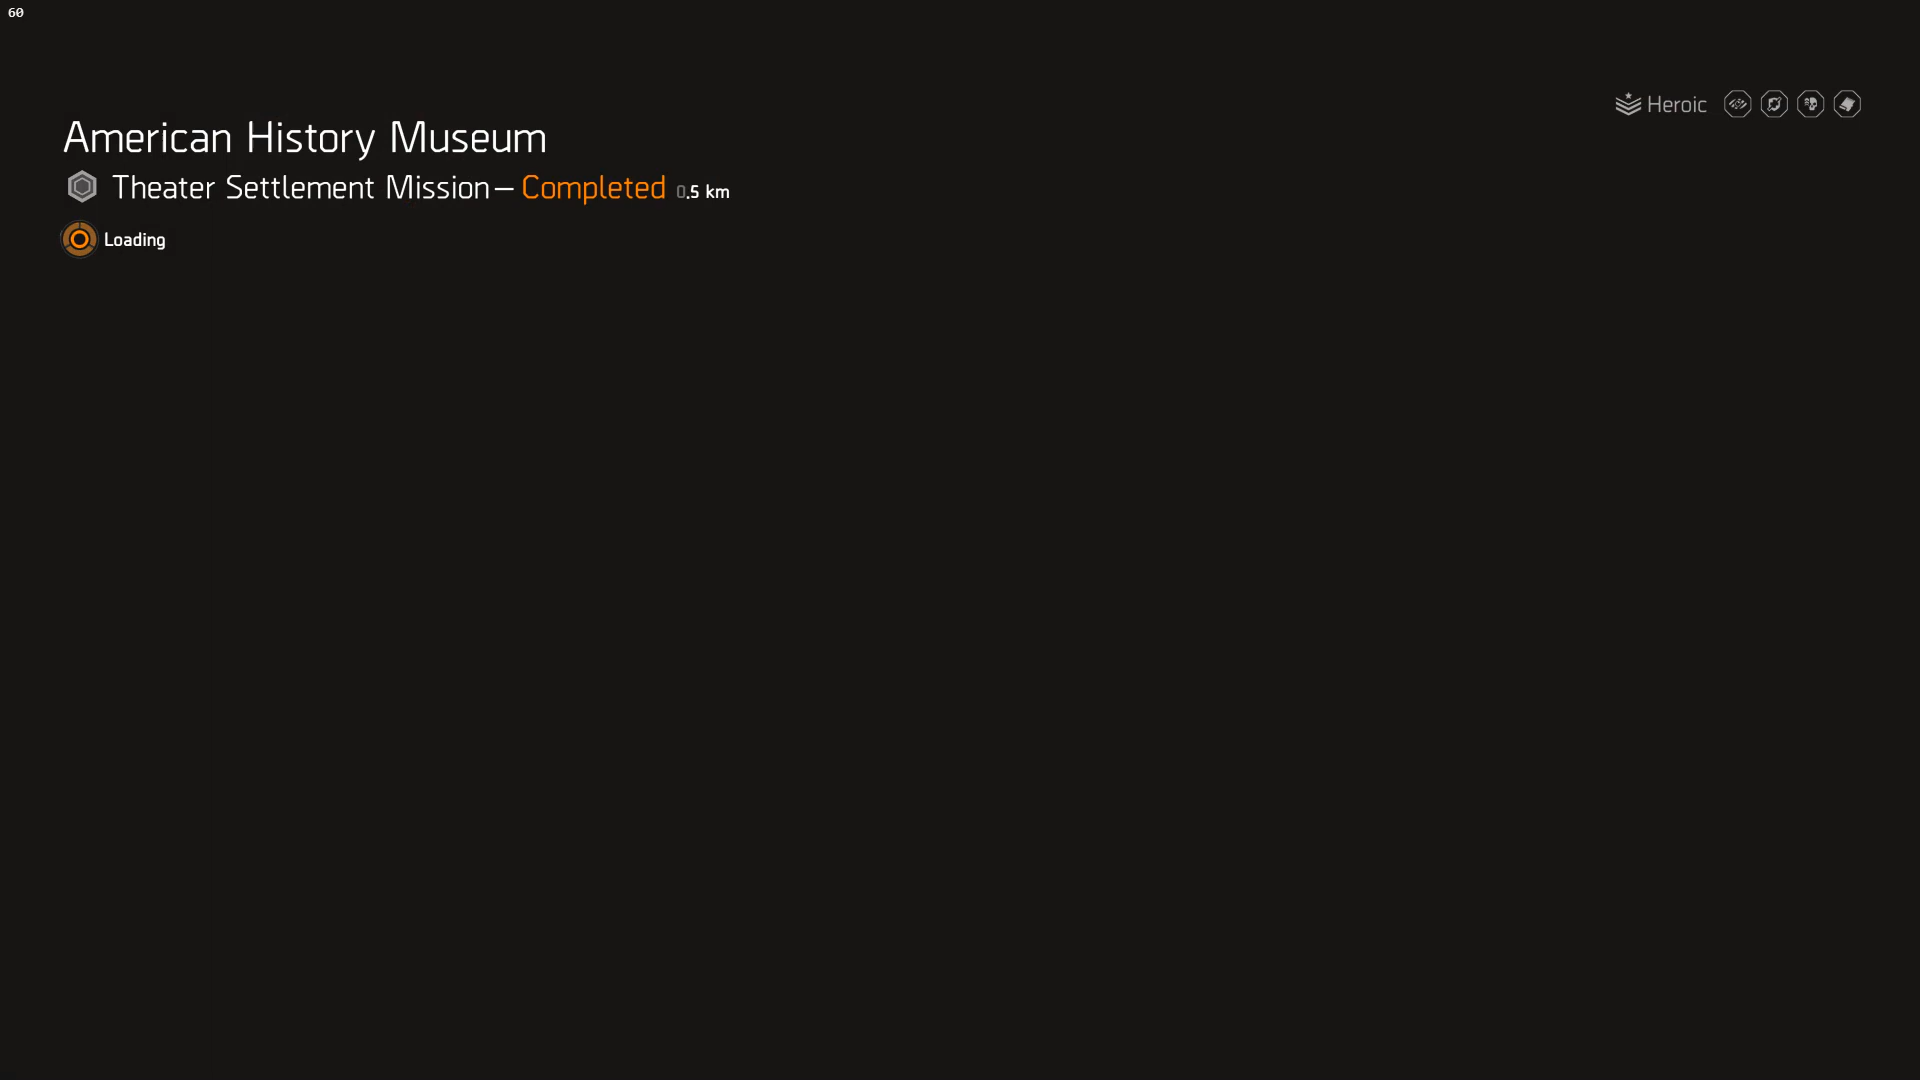 60
Heroic
American History Museum
Theater Settlement Mission — Completed 0.5 km
Loading